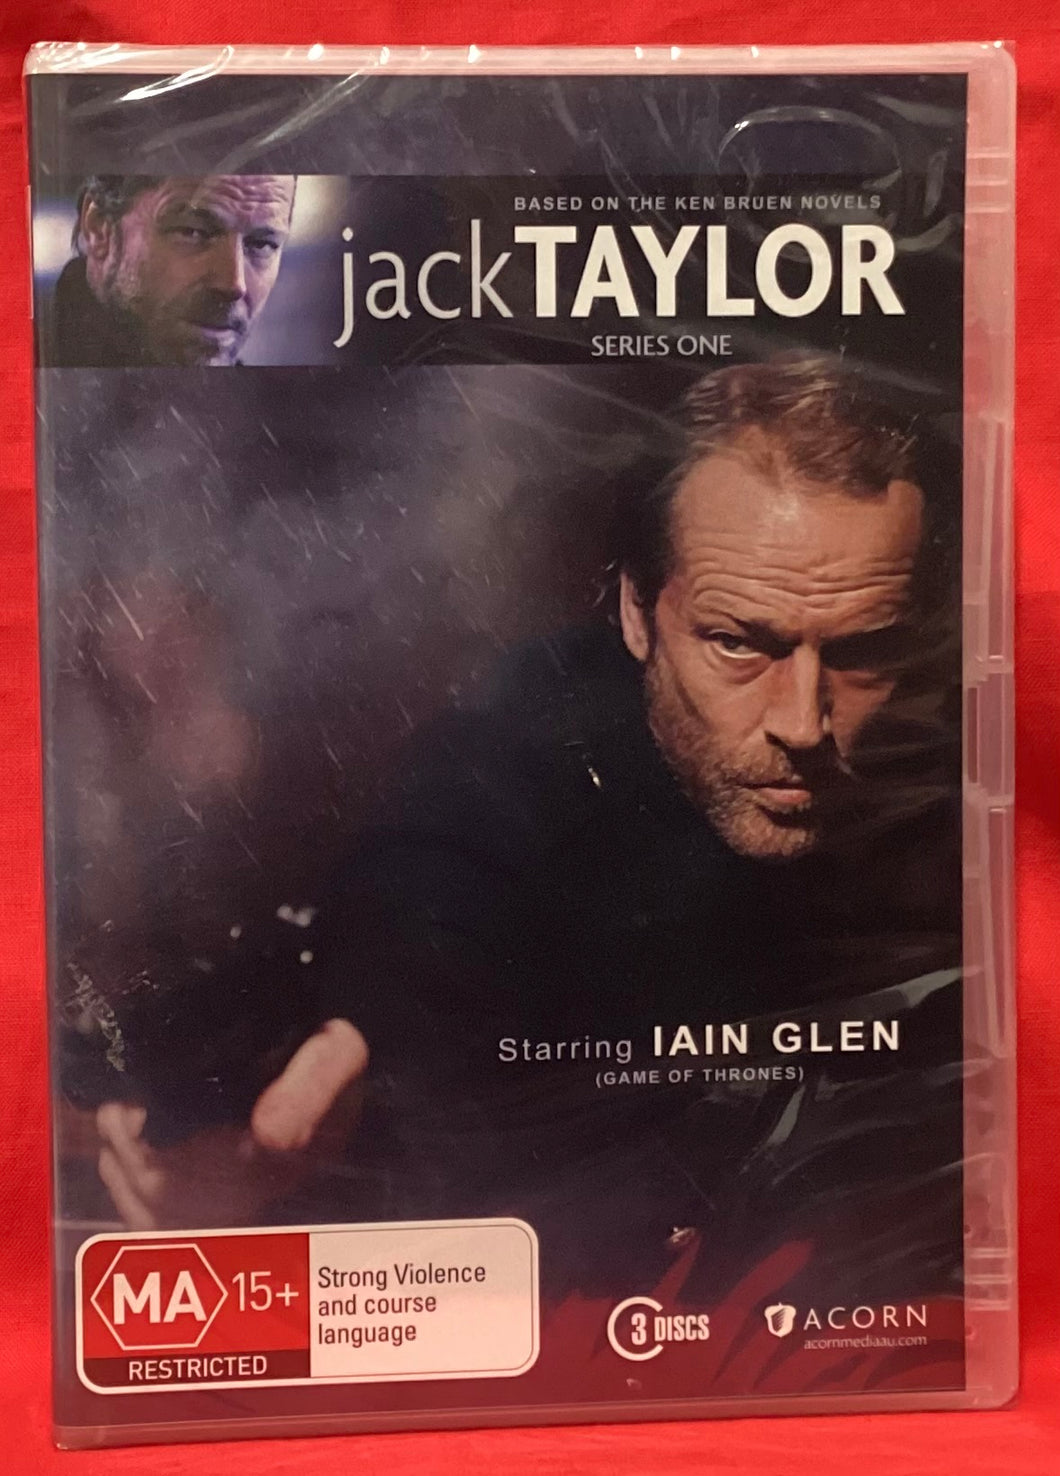 BASED ON THE KEN BRUEN NOVELS
jackTAYLOR
SERIES ONE
Starring IAIN GLEN
(GAME OF THRONES)
MA 15+
RESTRICTED
Strong Violence
and course
language
3 DISCS
ACORN
acornmediaau.com